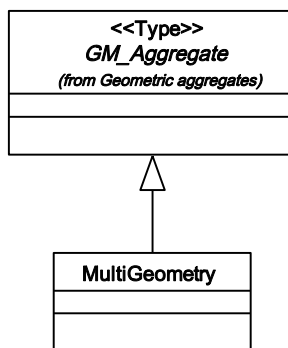 <<Type>>
GM_Aggregate
(from Geometric aggregates)
MultiGeometry